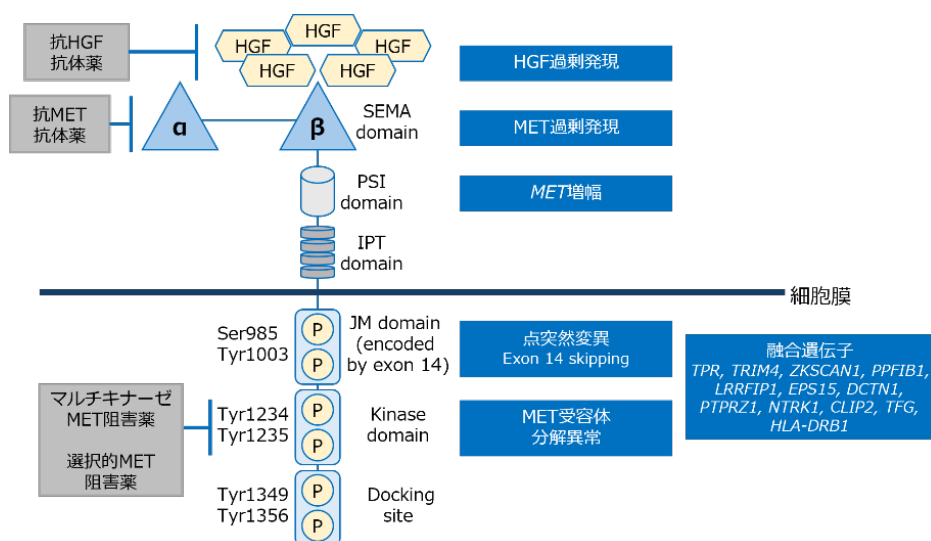 抗HGF
抗体薬
HGF
HGF
HGF
HGF
HGF
HGF過剰発現
抗MET
抗体薬
α
β
SEMA
domain
MET過剰発現
PSI
domain
MET増幅
IPT
domain
細胞膜
Ser985
Tyr1003
P
P
JM domain
(encoded
by exon 14)
点突然変異
Exon 14 skipping
融合遺伝子
TPR, TRIM4, ZKSCAN1, PPFIB1,
LRRFIP1, EPS15, DCTN1,
PTPRZ1, NTRK1, CLIP2, TFG,
HLA-DRB1
マルチキナーゼ
MET阻害薬
選択的MET
阻害薬
Tyr1234
Tyr1235
P
P
Kinase
domain
MET受容体
分解異常
Tyr1349
Tyr1356
P
P
Docking
site